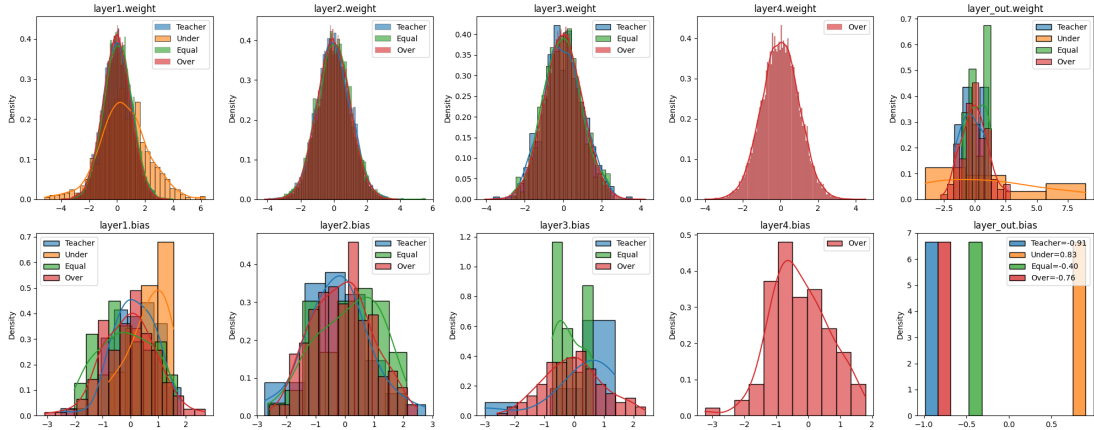 layer1.weight
Density
0.4
0.3
0.2
0.1
0.0
−4 −2 0 2 4 6
Teacher
Under
Equal
Over
layer2.weight
Density
0.4
0.3
0.2
0.1
0.0
−4 −2 0 2 4
Teacher
Equal
Over
layer3.weight
Density
0.40
0.35
0.30
0.25
0.20
0.15
0.10
0.05
0.00
−4 −2 0 2 4
Teacher
Equal
Over
layer4.weight
Density
0.4
0.3
0.2
0.1
0.0
−4 −2 0 2 4
Over
layer_out.weight
Density
0.7
0.6
0.5
0.4
0.3
0.2
0.1
0.0
−2.5 0.0 2.5 5.0 7.5
Teacher
Under
Equal
Over
layer1.bias
Density
0.7
0.6
0.5
0.4
0.3
0.2
0.1
0.0
−3 −2 −1 0 1 2
Teacher
Under
Equal
Over
layer2.bias
Density
0.4
0.3
0.2
0.1
0.0
−3 −2 −1 0 1 2 3
Teacher
Equal
Over
layer3.bias
Density
1.2
1.0
0.8
0.6
0.4
0.2
0.0
−3 −2 −1 0 1 2
Teacher
Equal
Over
layer4.bias
Density
0.5
0.4
0.3
0.2
0.1
0.0
−3 −2 −1 0 1 2
Over
layer_out.bias
Density
7
6
5
4
3
2
1
0
−0.5 0.0 0.5
Teacher=-0.91
Under=0.83
Equal=-0.40
Over=-0.76